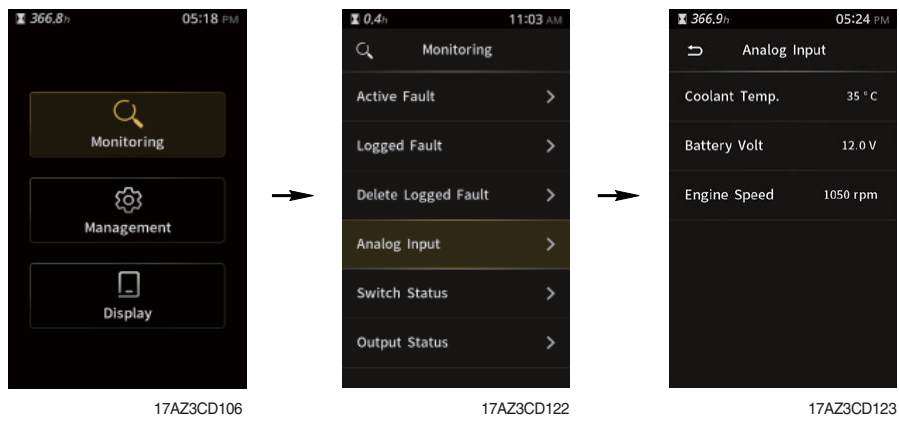 366.8h 05:18 PM
Monitoring
Management
Display
17AZ3CD106
0.4h 11:03 AM
Monitoring
Active Fault
Logged Fault
Delete Logged Fault
Analog Input
Switch Status
Output Status
17AZ3CD122
366.9h 05:24 PM
Analog Input
Coolant Temp. 35 °C
Battery Volt 12.0 V
Engine Speed 1050 rpm
17AZ3CD123